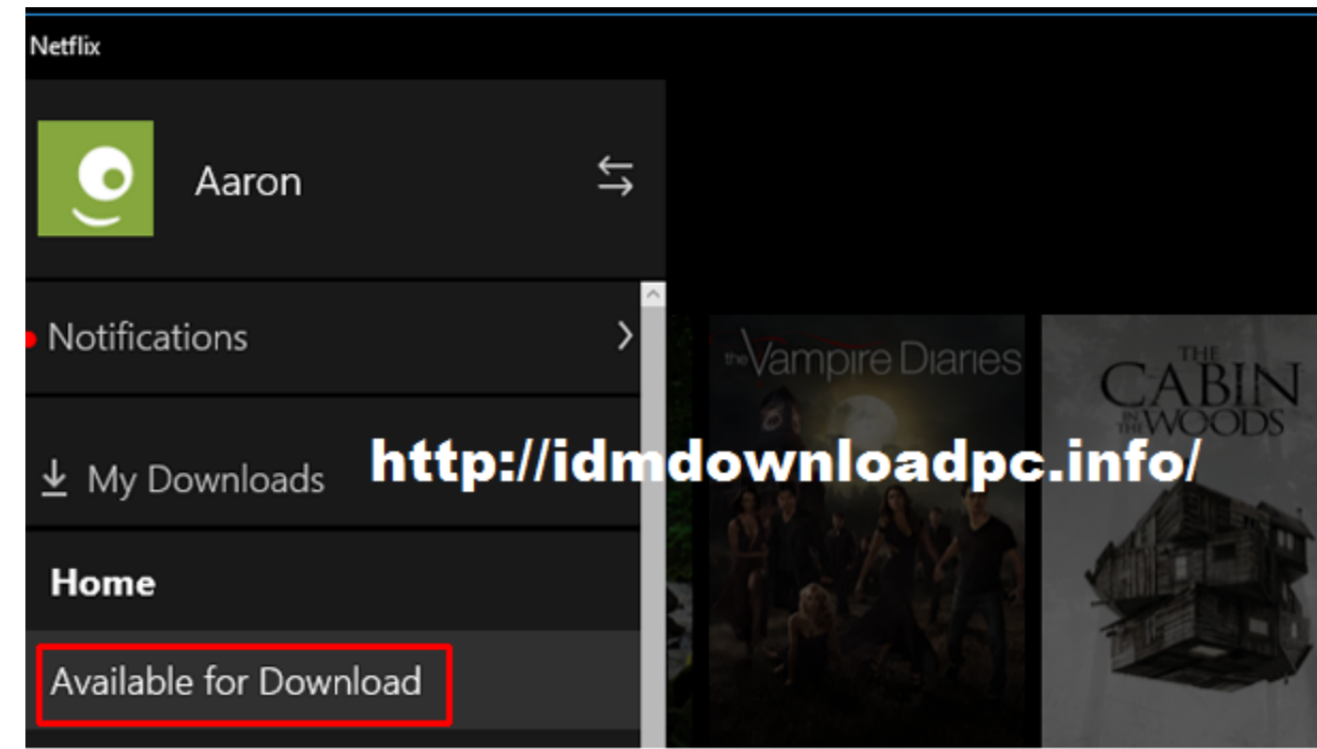 Netflix
Aaron
Notifications
the Vampire Diaries
THE
CABIN
IN THE WOODS
My Downloads
http://idmdownloadpc.info/
Home
Available for Download